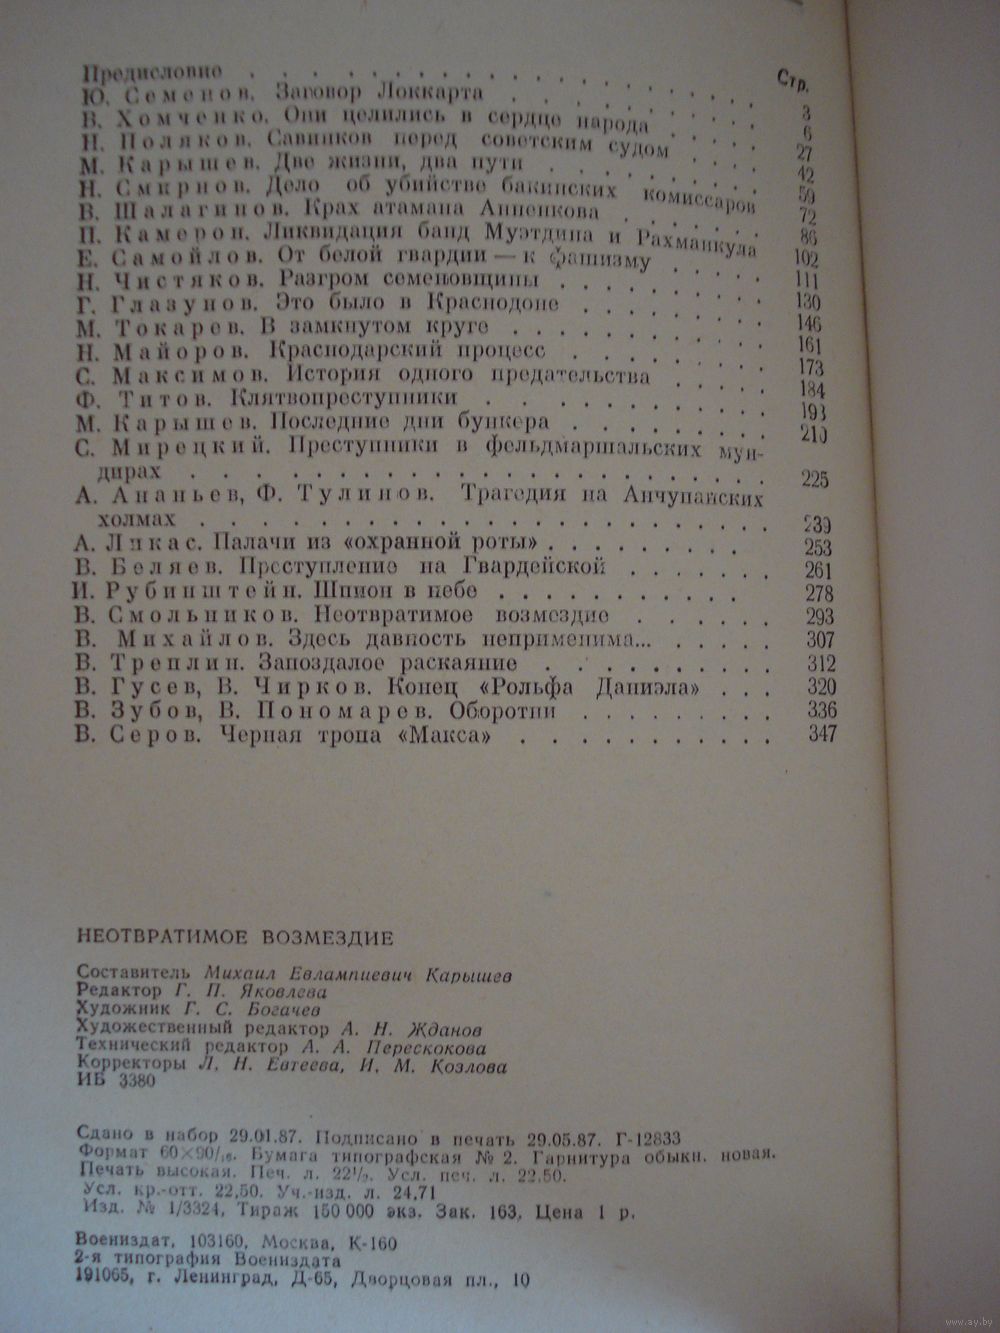 Стр.
Предисловие . . . . . . . . . . . . . . . 3
Ю. Семенов. Заговор Локкарта . . . . . . . . . 6
В. Хомченко. Они целились в сердце народа . . . . 27
Н. Поляков. Савинков перед советским судом . . . . 42
М. Карышев. Две жизни, два пути . . . . . . . . 59
Н. Смирнов. Дело об убийстве бакинских комиссаров 72
В. Шалагинов. Крах атамана Анненкова . . . . . . 86
П. Камерон. Ликвидация банд Муэтдина и Рахманкула 102
Е. Самойлов. От белой гвардии — к фашизму . . . . 111
Н. Чистяков. Разгром семеновщины . . . . . . . . 130
Г. Глазунов. Это было в Краснодоне . . . . . . . 146
М. Токарев. В замкнутом круге . . . . . . . . . 161
Н. Майоров. Краснодарский процесс . . . . . . . 173
С. Максимов. История одного предательства . . . . 184
Ф. Титов. Клятвопреступники . . . . . . . . . . 193
М. Карышев. Последние дни бункера . . . . . . . 210
С. Мирецкий. Преступники в фельдмаршальских мун-
дирах . . . . . . . . . . . . . . . . . . . 225
А. Ананьев, Ф. Тулинов. Трагедия на Анчупанских
холмах . . . . . . . . . . . . . . . . . . . 239
А. Ликас. Палачи из «охранной роты» . . . . . . . . 253
В. Беляев. Преступление на Гвардейской . . . . . . 261
И. Рубинштейн. Шпион в небе . . . . . . . . . . 278
В. Смольников. Неотвратимое возмездие . . . . . . 293
В. Михайлов. Здесь давность неприменима... . . . . . 307
В. Треплин. Запоздалое раскаяние . . . . . . . . . 312
В. Гусев, В. Чирков. Конец «Рольфа Даниэла» . . . 320
В. Зубов, В. Пономарев. Оборотни . . . . . . . . 336
В. Серов. Черная тропа «Макса» . . . . . . . . . . 347
НЕОТВРАТИМОЕ ВОЗМЕЗДИЕ
Составитель Михаил Евлампиевич Карышев
Редактор Г. П. Яковлева
Художник Г. С. Богачев
Художественный редактор А. Н. Жданов
Технический редактор А. А. Перескокова
Корректоры Л. Н. Евтеева, И. М. Козлова
ИБ 3380
Сдано в набор 29.01.87. Подписано в печать 29.05.87. Г-12833
Формат 60×90/₁₆. Бумага типографская № 2. Гарнитура обыкн. новая.
Печать высокая. Печ. л. 22¹/₂. Усл. печ. л. 22,50.
Усл. кр.-отт. 22,50. Уч.-изд. л. 24,71
Изд. № 1/3324, Тираж 150 000 экз. Зак. 163, Цена 1 р.
Воениздат, 103160, Москва, К-160
2-я типография Воениздата
191065, г. Ленинград, Д-65, Дворцовая пл., 10
www.ay.by